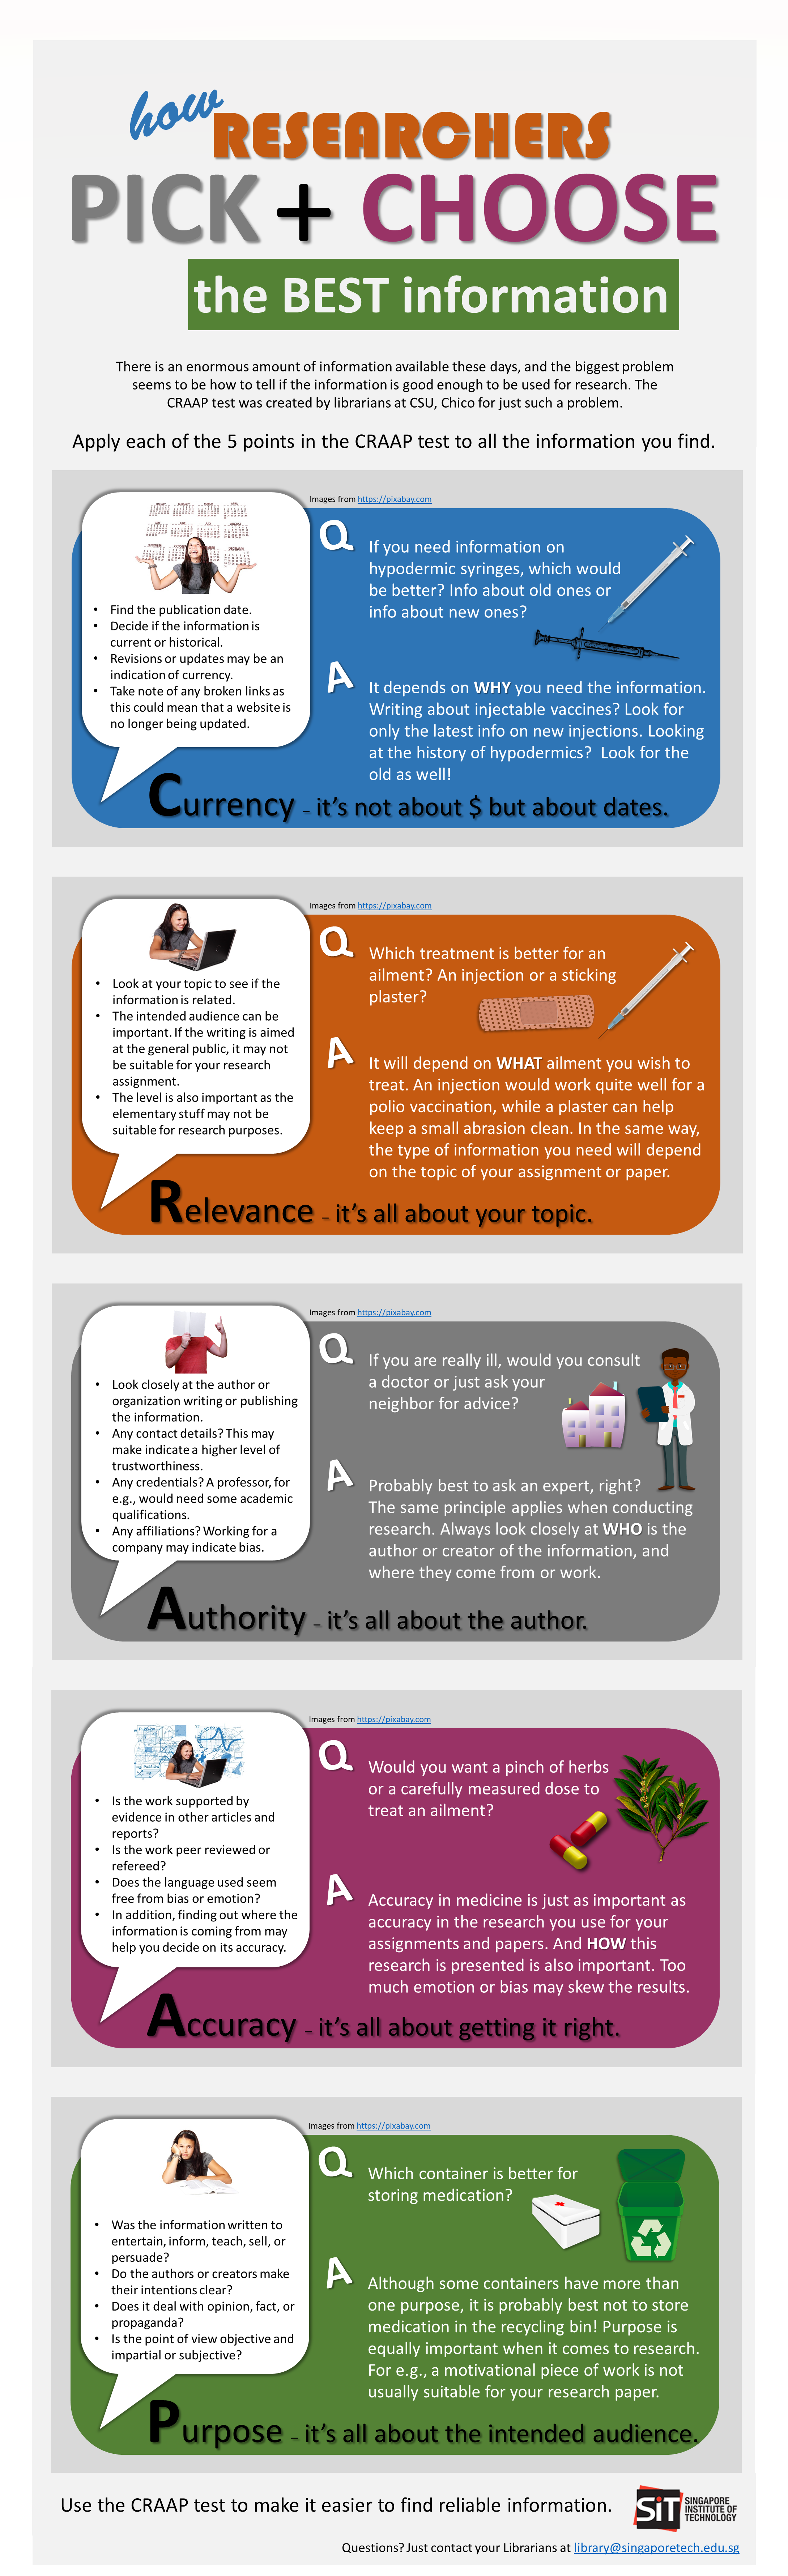 how
RESEARCHERS
PICK + CHOOSE
the BEST information
There is an enormous amount of information available these days, and the biggest problem
seems to be how to tell if the information is good enough to be used for research. The
CRAAP test was created by librarians at CSU, Chico for just such a problem.
Apply each of the 5 points in the CRAAP test to all the information you find.
Images from https://pixabay.com
• Find the publication date.
• Decide if the information is
current or historical.
• Revisions or updates may be an
indication of currency.
• Take note of any broken links as
this could mean that a website is
no longer being updated.
Q
If you need information on
hypodermic syringes, which would
be better? Info about old ones or
info about new ones?
A
It depends on WHY you need the information.
Writing about injectable vaccines? Look for
only the latest info on new injections. Looking
at the history of hypodermics?  Look for the
old as well!
Currency – it's not about $ but about dates.
Images from https://pixabay.com
• Look at your topic to see if the
information is related.
• The intended audience can be
important. If the writing is aimed
at the general public, it may not
be suitable for your research
assignment.
• The level is also important as the
elementary stuff may not be
suitable for research purposes.
Q
Which treatment is better for an
ailment? An injection or a sticking
plaster?
A
It will depend on WHAT ailment you wish to
treat. An injection would work quite well for a
polio vaccination, while a plaster can help
keep a small abrasion clean. In the same way,
the type of information you need will depend
on the topic of your assignment or paper.
Relevance – it's all about your topic.
Images from https://pixabay.com
• Look closely at the author or
organization writing or publishing
the information.
• Any contact details? This may
make indicate a higher level of
trustworthiness.
• Any credentials? A professor, for
e.g., would need some academic
qualifications.
• Any affiliations? Working for a
company may indicate bias.
Q
If you are really ill, would you consult
a doctor or just ask your
neighbor for advice?
A
Probably best to ask an expert, right?
The same principle applies when conducting
research. Always look closely at WHO is the
author or creator of the information, and
where they come from or work.
Authority – it's all about the author.
Images from https://pixabay.com
• Is the work supported by
evidence in other articles and
reports?
• Is the work peer reviewed or
refereed?
• Does the language used seem
free from bias or emotion?
• In addition, finding out where the
information is coming from may
help you decide on its accuracy.
Q
Would you want a pinch of herbs
or a carefully measured dose to
treat an ailment?
A
Accuracy in medicine is just as important as
accuracy in the research you use for your
assignments and papers. And HOW this
research is presented is also important. Too
much emotion or bias may skew the results.
Accuracy – it's all about getting it right.
Images from https://pixabay.com
• Was the information written to
entertain, inform, teach, sell, or
persuade?
• Do the authors or creators make
their intentions clear?
• Does it deal with opinion, fact, or
propaganda?
• Is the point of view objective and
impartial or subjective?
Q
Which container is better for
storing medication?
A
Although some containers have more than
one purpose, it is probably best not to store
medication in the recycling bin! Purpose is
equally important when it comes to research.
For e.g., a motivational piece of work is not
usually suitable for your research paper.
Purpose – it's all about the intended audience.
Use the CRAAP test to make it easier to find reliable information.
SiT
SINGAPORE
INSTITUTE OF
TECHNOLOGY
Questions? Just contact your Librarians at library@singaporetech.edu.sg